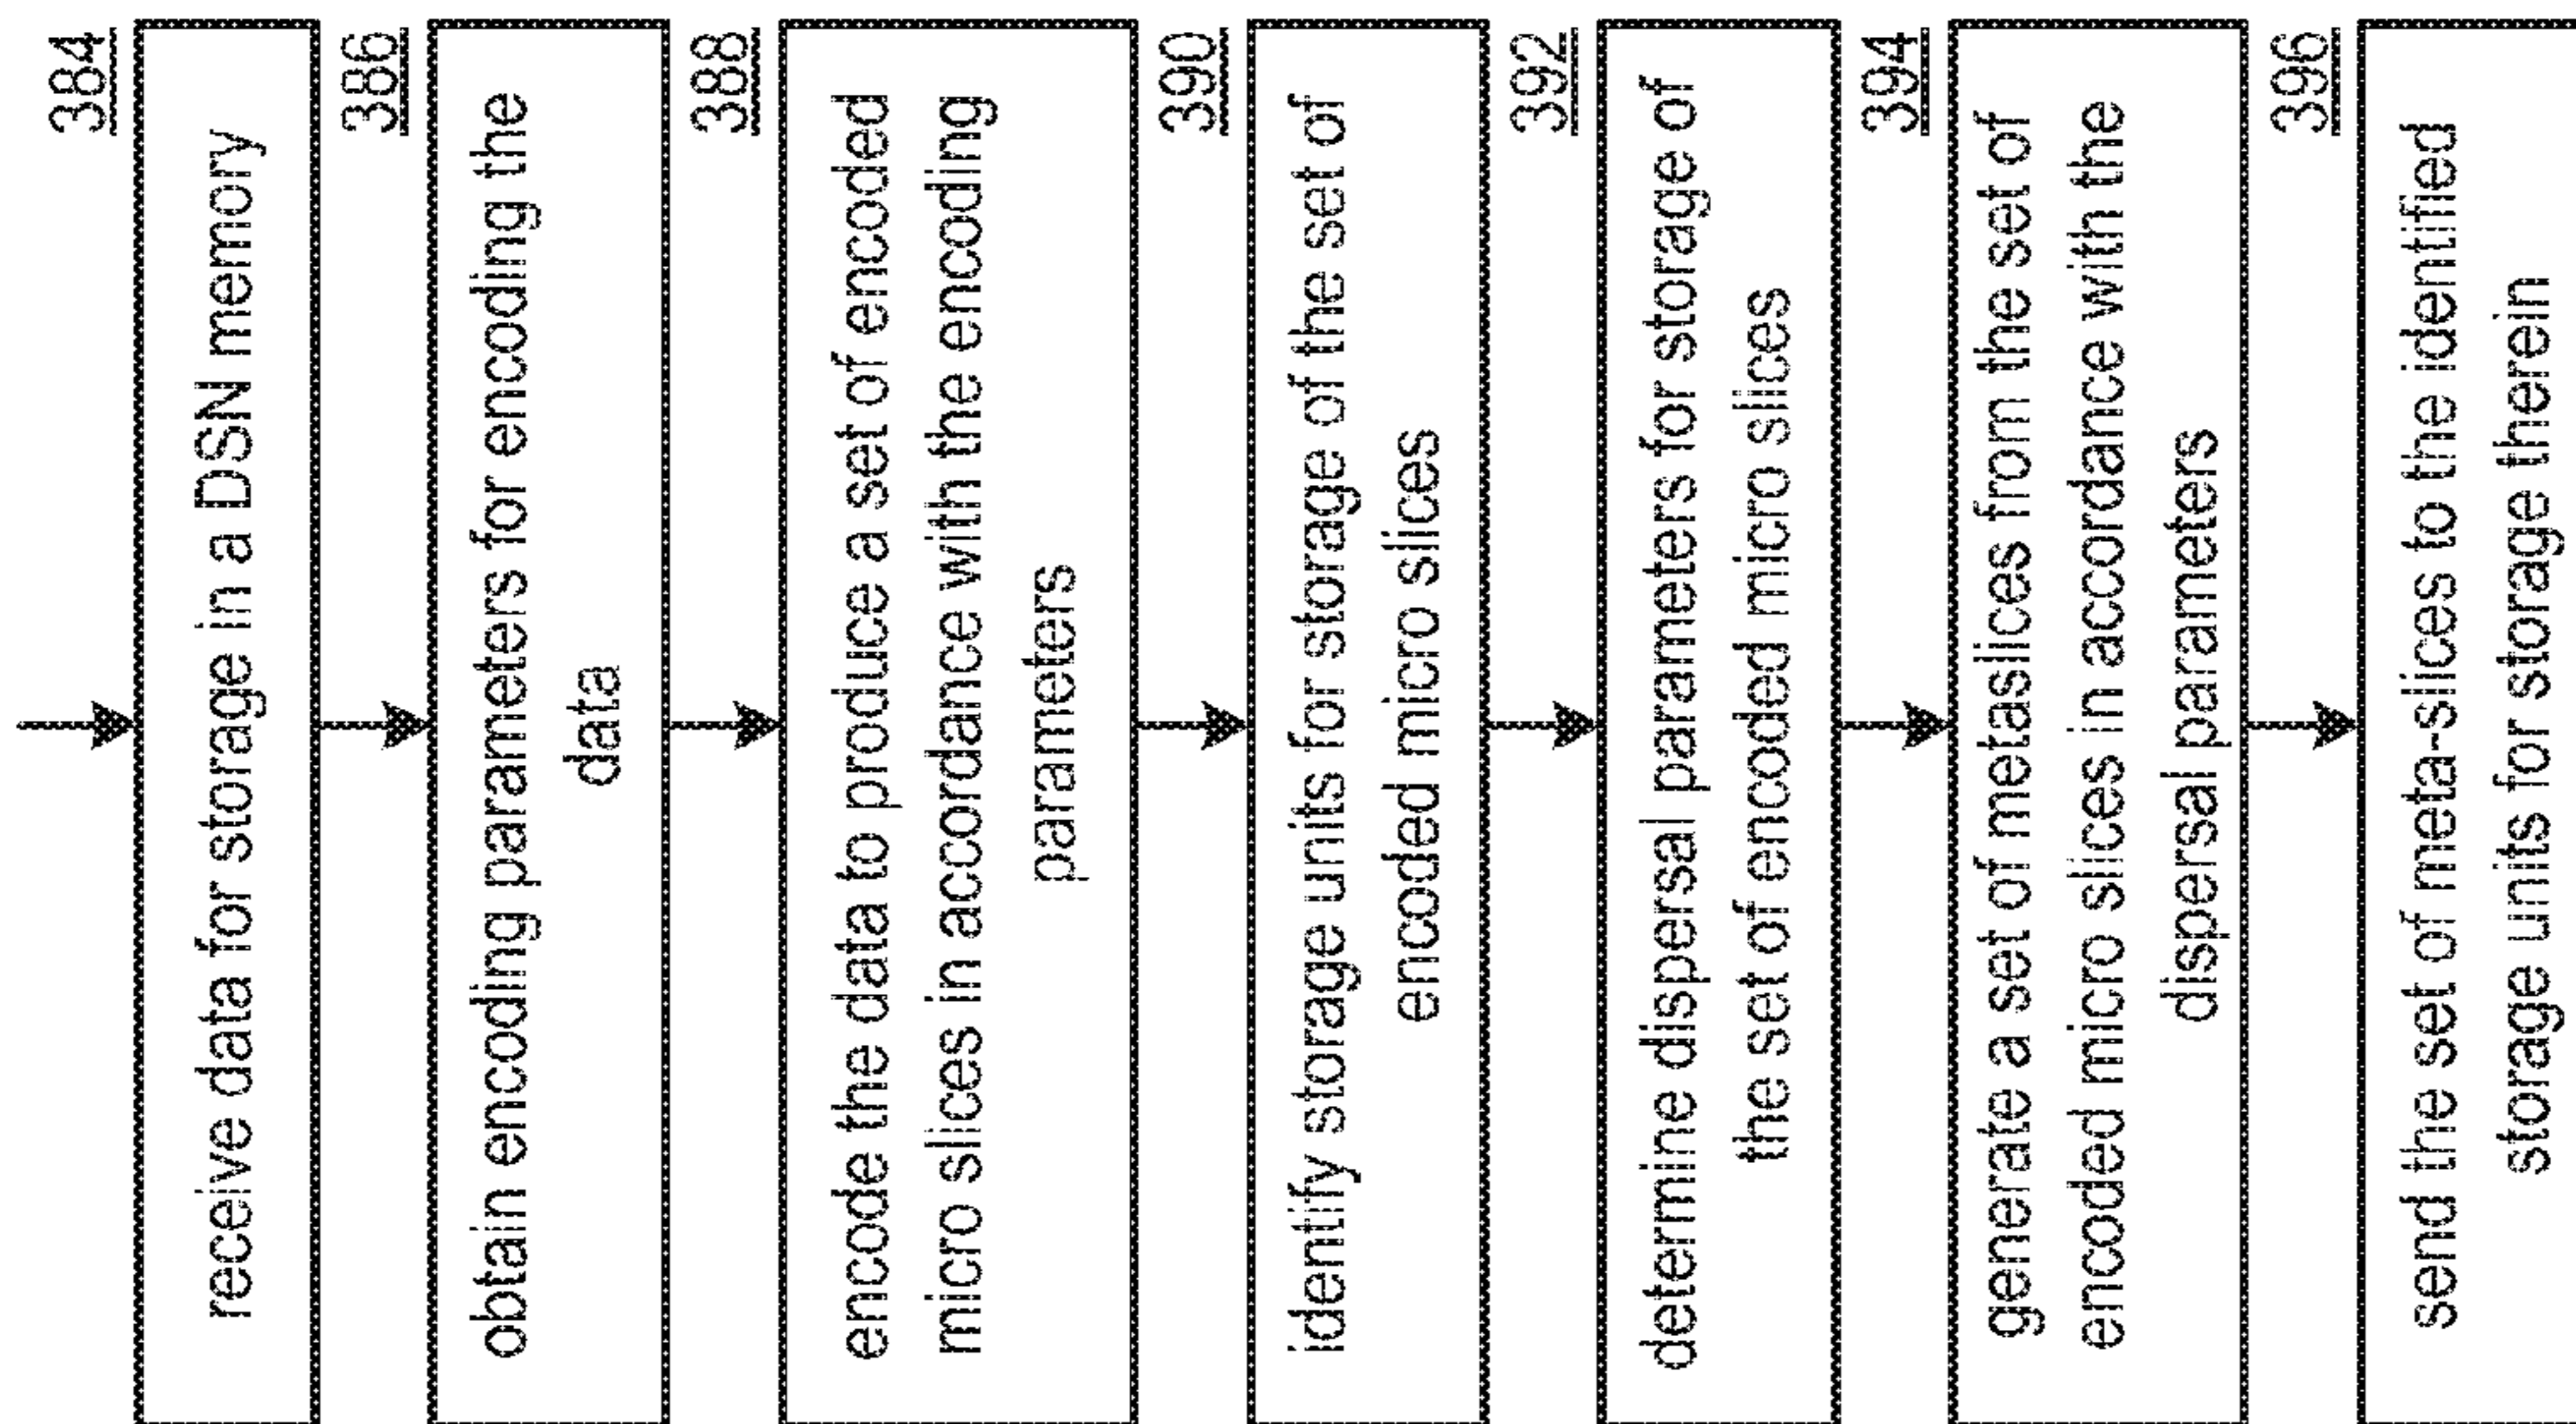 384
receive data for storage in a DSN memory
386
obtain encoding parameters for encoding the
data
388
encode the data to produce a set of encoded
micro slices in accordance with the encoding
parameters
390
identify storage units for storage of the set of
encoded micro slices
392
determine dispersal parameters for storage of
the set of encoded micro slices
394
generate a set of metaslices from the set of
encoded micro slices in accordance with the
dispersal parameters
396
send the set of meta-slices to the identified
storage units for storage therein